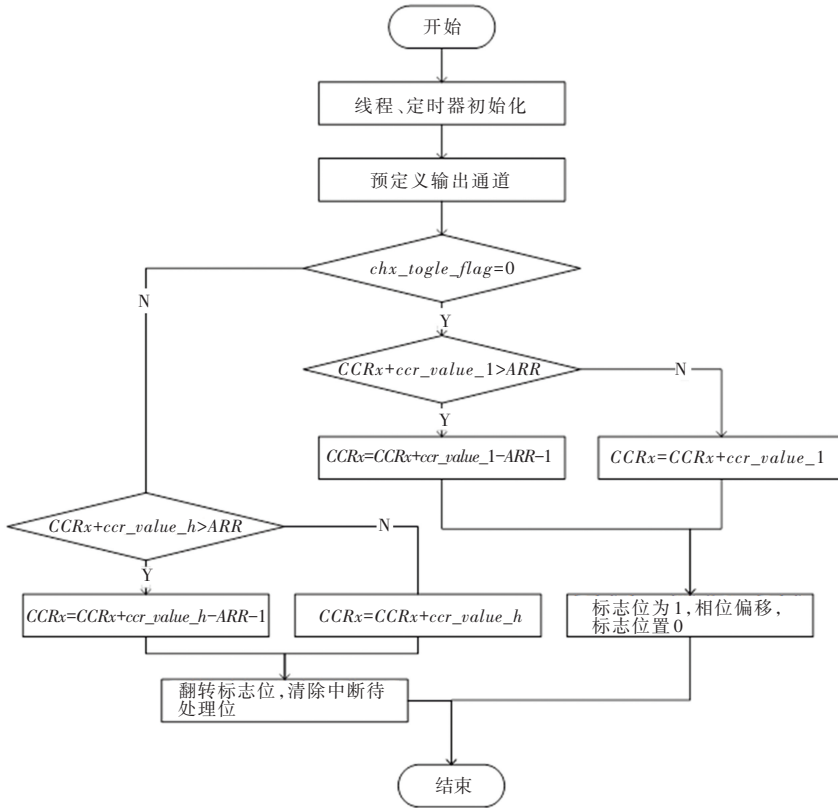 开始
线程、定时器初始化
预定义输出通道
chx_togle_flag=0
N
Y
CCRx+ccr_value_1>ARR
N
Y
CCRx=CCRx+ccr_value_1-ARR-1
CCRx=CCRx+ccr_value_1
CCRx+ccr_value_h>ARR
N
Y
CCRx=CCRx+ccr_value_h-ARR-1
CCRx=CCRx+ccr_value_h
标志位为1,相位偏移,
标志位置0
翻转标志位,清除中断待
处理位
结束